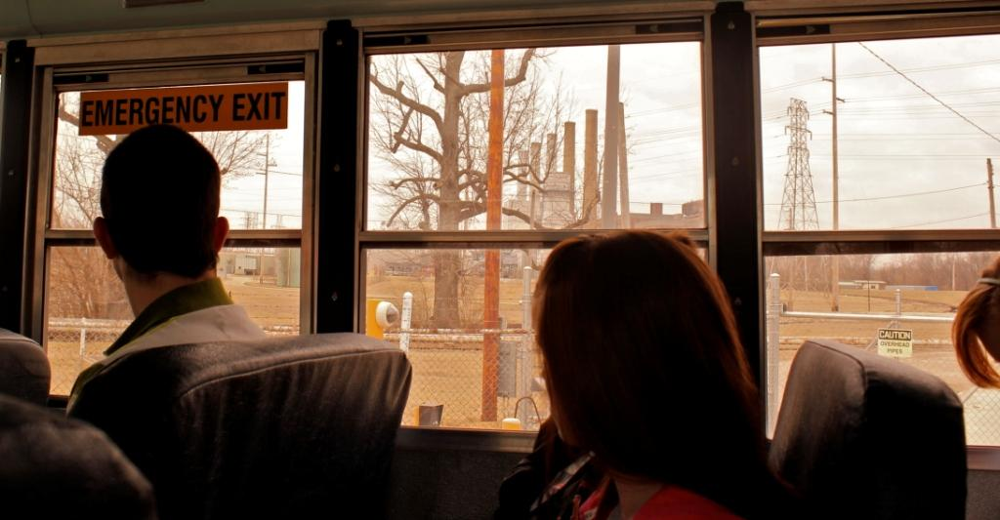 EMERGENCY EXIT
CAUTION
OVERHEAD
PIPES